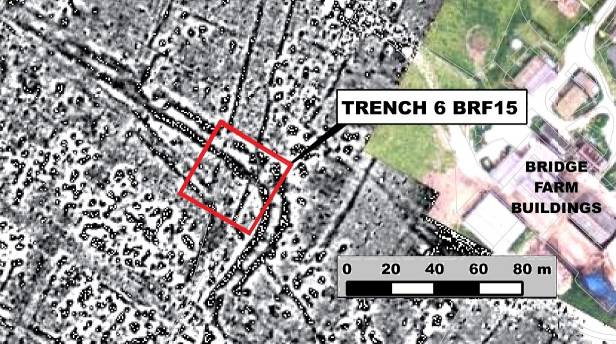 TRENCH 6 BRF15
BRIDGE
FARM
BUILDINGS
0 20 40 60 80 m